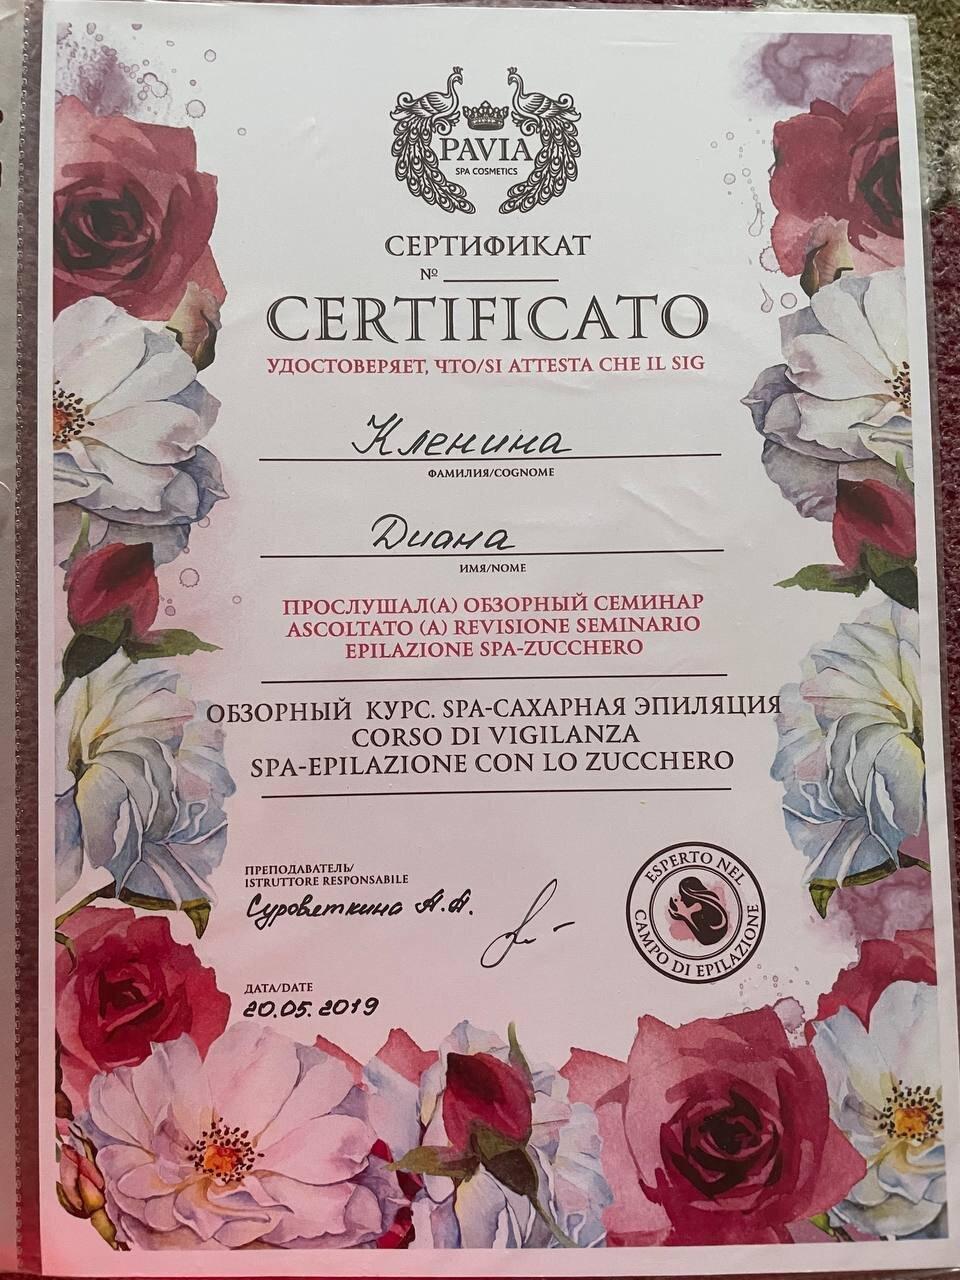 PAVIA
SPA COSMETICS
СЕРТИФИКАТ
№
CERTIFICATO
УДОСТОВЕРЯЕТ, ЧТО/SI ATTESTA CHE IL SIG
Кленина
ФАМИЛИЯ/COGNOME
Диана
ИМЯ/NOME
ПРОСЛУШАЛ(А) ОБЗОРНЫЙ СЕМИНАР
ASCOLTATO (A) REVISIONE SEMINARIO
EPILAZIONE SPA-ZUCCHERO
ОБЗОРНЫЙ КУРС. SPA-САХАРНАЯ ЭПИЛЯЦИЯ
CORSO DI VIGILANZA
SPA-EPILAZIONE CON LO ZUCCHERO
ПРЕПОДАВАТЕЛЬ/
ISTRUTTORE RESPONSABILE
Суровяткина А.А.
ESPERTO NEL
CAMPO DI EPILAZIONE
ДАТА/DATE
20.05.2019